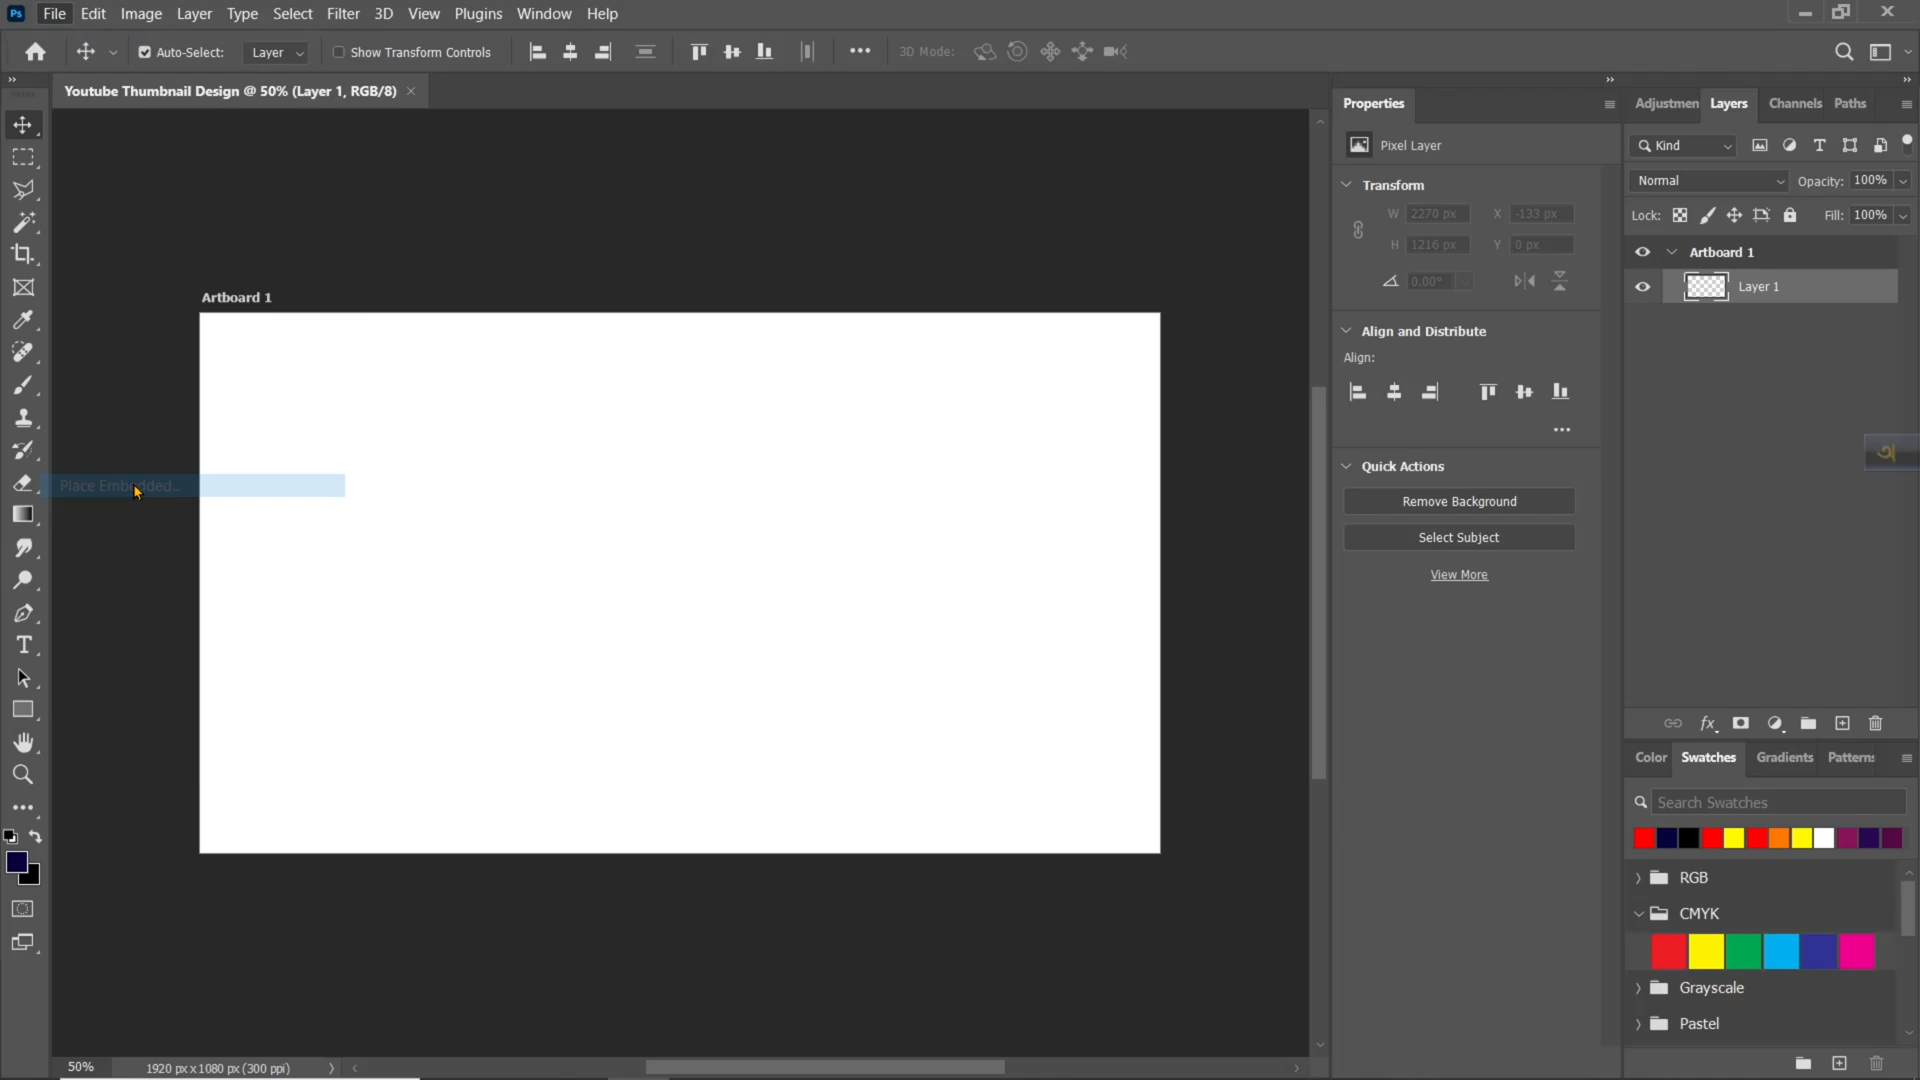 Ps File Edit Image Layer Type Select Filter 3D View Plugins Window Help
Auto-Select: Layer Show Transform Controls 3D Mode:
Youtube Thumbnail Design @ 50% (Layer 1, RGB/8)
Artboard 1
Place Embedded...
T
50% 1920 px x 1080 px (300 ppi)
Properties
Pixel Layer
Transform
W 2270 px X -133 px
H 1216 px Y 0 px
0.00°
Align and Distribute
Align:
Quick Actions
Remove Background
Select Subject
View More
Adjustmen Layers Channels Paths
Kind T
Normal Opacity: 100%
Lock: Fill: 100%
Artboard 1
Layer 1
অ
fx
Color Swatches Gradients Patterns
Search Swatches
RGB
CMYK
Grayscale
Pastel